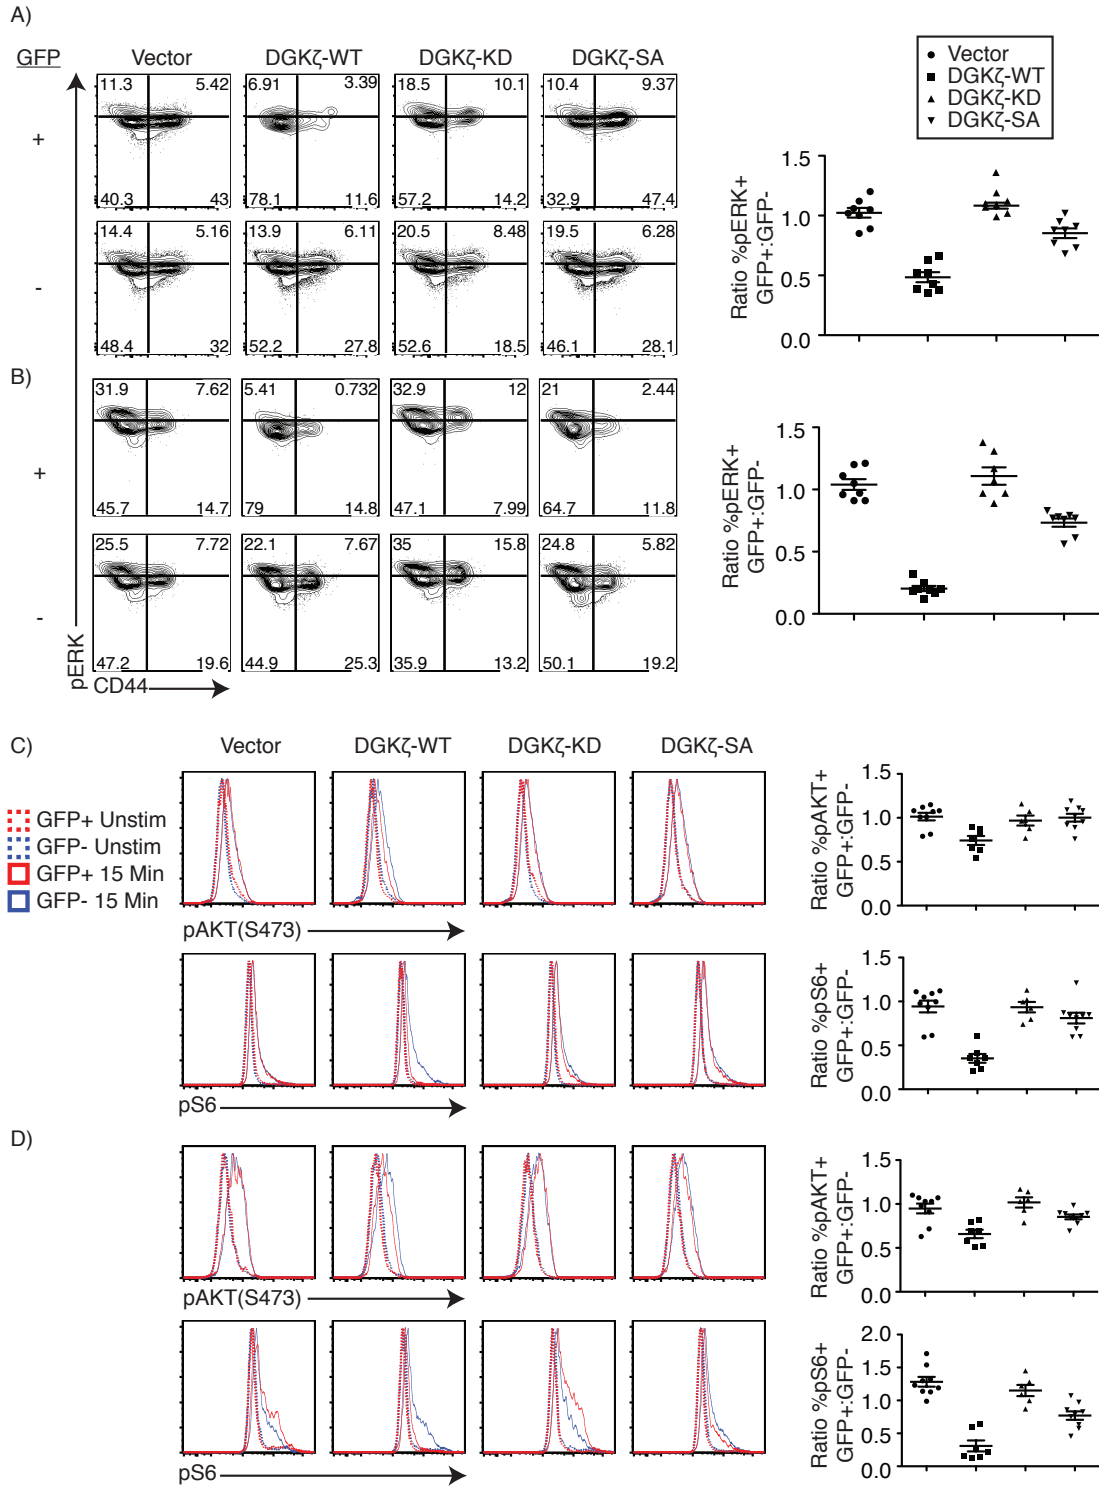 A)
GFP
Vector
DGKζ-WT
DGKζ-KD
DGKζ-SA
Vector
DGKζ-WT
DGKζ-KD
DGKζ-SA
+
11.3 5.42
40.3 43
6.91 3.39
78.1 11.6
18.5 10.1
57.2 14.2
10.4 9.37
32.9 47.4
-
14.4 5.16
48.4 32
13.9 6.11
52.2 27.8
20.5 8.48
52.6 18.5
19.5 6.28
46.1 28.1
Ratio %pERK+
GFP+:GFP-
1.5
1.0
0.5
0.0
B)
+
31.9 7.62
45.7 14.7
5.41 0.732
79 14.8
32.9 12
47.1 7.99
21 2.44
64.7 11.8
-
25.5 7.72
47.2 19.6
22.1 7.67
44.9 25.3
35 15.8
35.9 13.2
24.8 5.82
50.1 19.2
pERK
CD44
Ratio %pERK+
GFP+:GFP-
1.5
1.0
0.5
0.0
C)
Vector
DGKζ-WT
DGKζ-KD
DGKζ-SA
GFP+ Unstim
GFP- Unstim
GFP+ 15 Min
GFP- 15 Min
pAKT(S473)
Ratio %pAKT+
GFP+:GFP-
1.5
1.0
0.5
0.0
pS6
Ratio %pS6+
GFP+:GFP-
1.5
1.0
0.5
0.0
D)
pAKT(S473)
Ratio %pAKT+
GFP+:GFP-
1.5
1.0
0.5
0.0
pS6
Ratio %pS6+
GFP+:GFP-
2.0
1.5
1.0
0.5
0.0